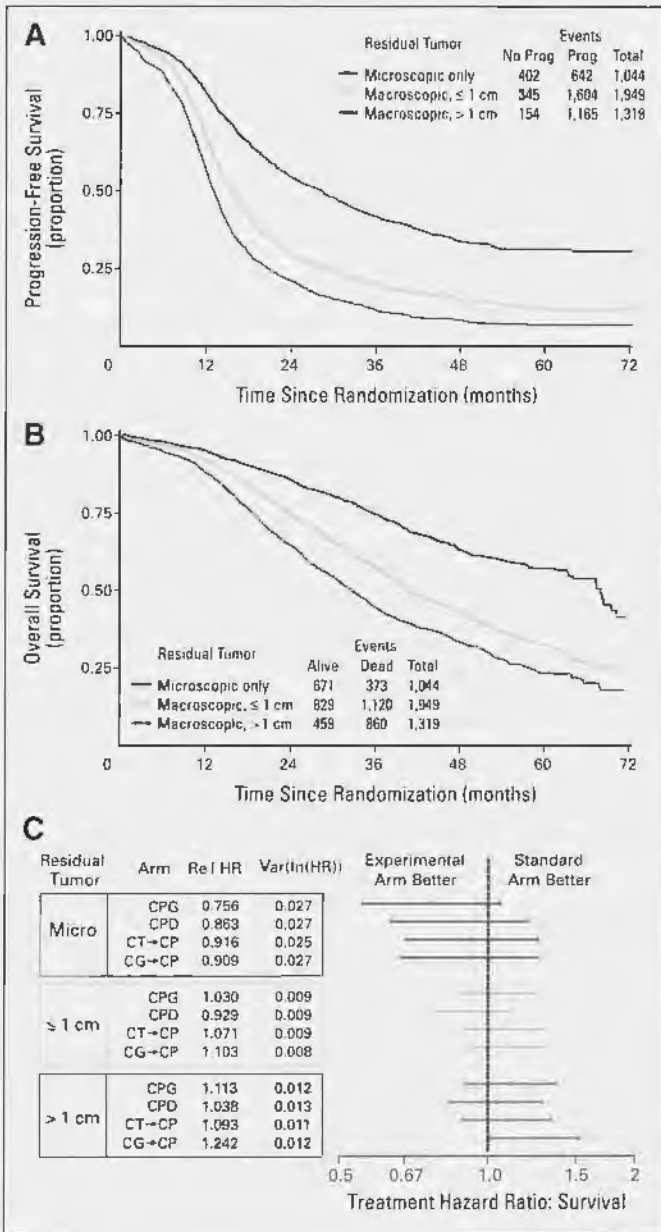 A
Residual Tumor
Events
No Prog Prog Total
Microscopic only 402 642 1,044
Macroscopic, ≤ 1 cm 345 1,604 1,949
Macroscopic, > 1 cm 154 1,165 1,319
Progression-Free Survival
(proportion)
1.00
0.75
0.50
0.25
0 12 24 36 48 60 72
Time Since Randomization (months)
B
Overall Survival
(proportion)
1.00
0.75
0.50
0.25
Residual Tumor
Events
Alive Dead Total
Microscopic only 671 373 1,044
Macroscopic, ≤ 1 cm 829 1,120 1,949
Macroscopic, > 1 cm 459 860 1,319
0 12 24 36 48 60 72
Time Since Randomization (months)
C
Residual Tumor Arm Rel HR Var(ln(HR))
Experimental Arm Better
Standard Arm Better
Micro
CPG 0.756 0.027
CPD 0.863 0.027
CT→CP 0.916 0.025
CG→CP 0.909 0.027
≤ 1 cm
CPG 1.030 0.009
CPD 0.929 0.009
CT→CP 1.071 0.009
CG→CP 1.103 0.008
> 1 cm
CPG 1.113 0.012
CPD 1.038 0.013
CT→CP 1.093 0.011
CG→CP 1.242 0.012
0.5 0.67 1.0 1.5 2
Treatment Hazard Ratio: Survival